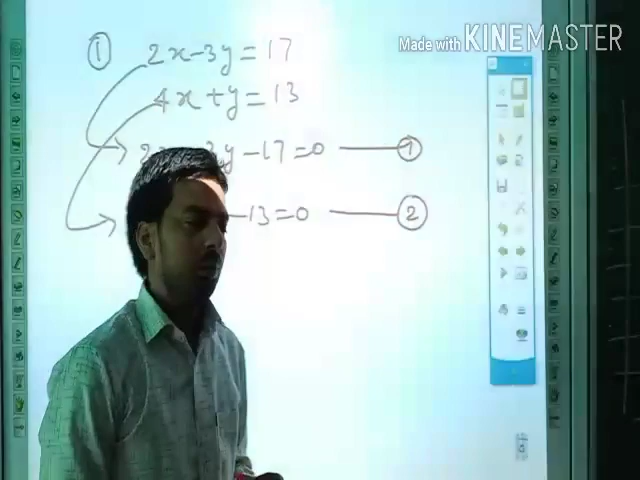 Made with KINEMASTER
① 2x-3y=17
4x+y=13
3y-17=0 ①
-13=0 ②